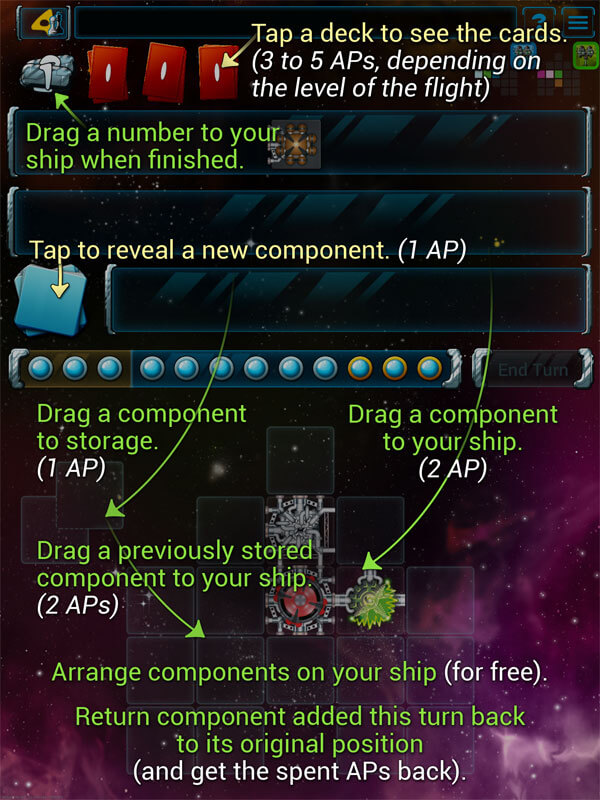 4
?
Tap a deck to see the cards.
(3 to 5 APs, depending on
the level of the flight)
Drag a number to your
ship when finished.
Tap to reveal a new component. (1 AP)
End Turn
Drag a component
to storage.
(1 AP)
Drag a component
to your ship.
(2 AP)
Drag a previously stored
component to your ship.
(2 APs)
Arrange components on your ship (for free).
Return component added this turn back
to its original position
(and get the spent APs back).